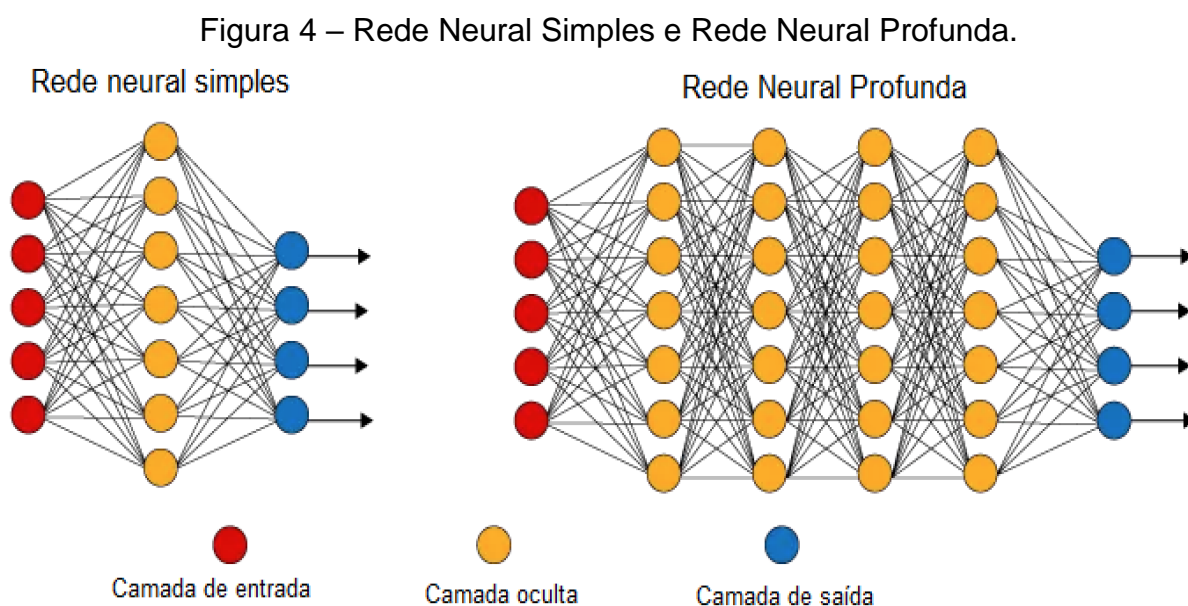 Figura 4 – Rede Neural Simples e Rede Neural Profunda.
Rede neural simples
Rede Neural Profunda
Camada de entrada
Camada oculta
Camada de saída